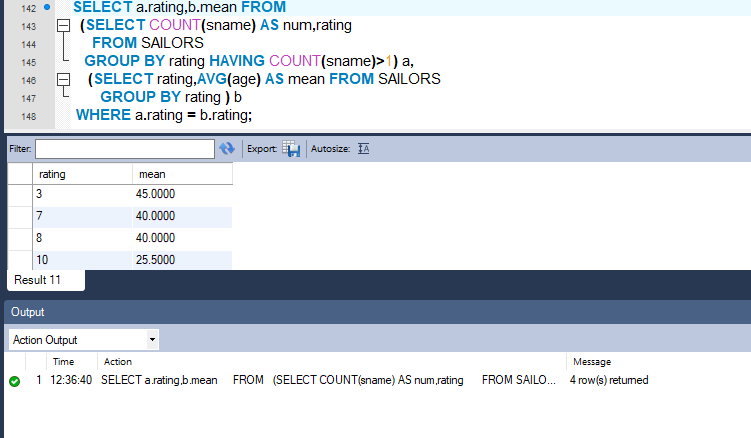 142 SELECT a.rating,b.mean FROM
143 (SELECT COUNT(sname) AS num,rating
144 FROM SAILORS
145 GROUP BY rating HAVING COUNT(sname)>1) a,
146 (SELECT rating,AVG(age) AS mean FROM SAILORS
147 GROUP BY rating ) b
148 WHERE a.rating = b.rating;
Filter: Export: Autosize:
rating mean
3 45.0000
7 40.0000
8 40.0000
10 25.5000
Result 11
Output
Action Output
Time Action Message
1 12:36:40 SELECT a.rating,b.mean FROM (SELECT COUNT(sname) AS num,rating FROM SAILO... 4 row(s) returned